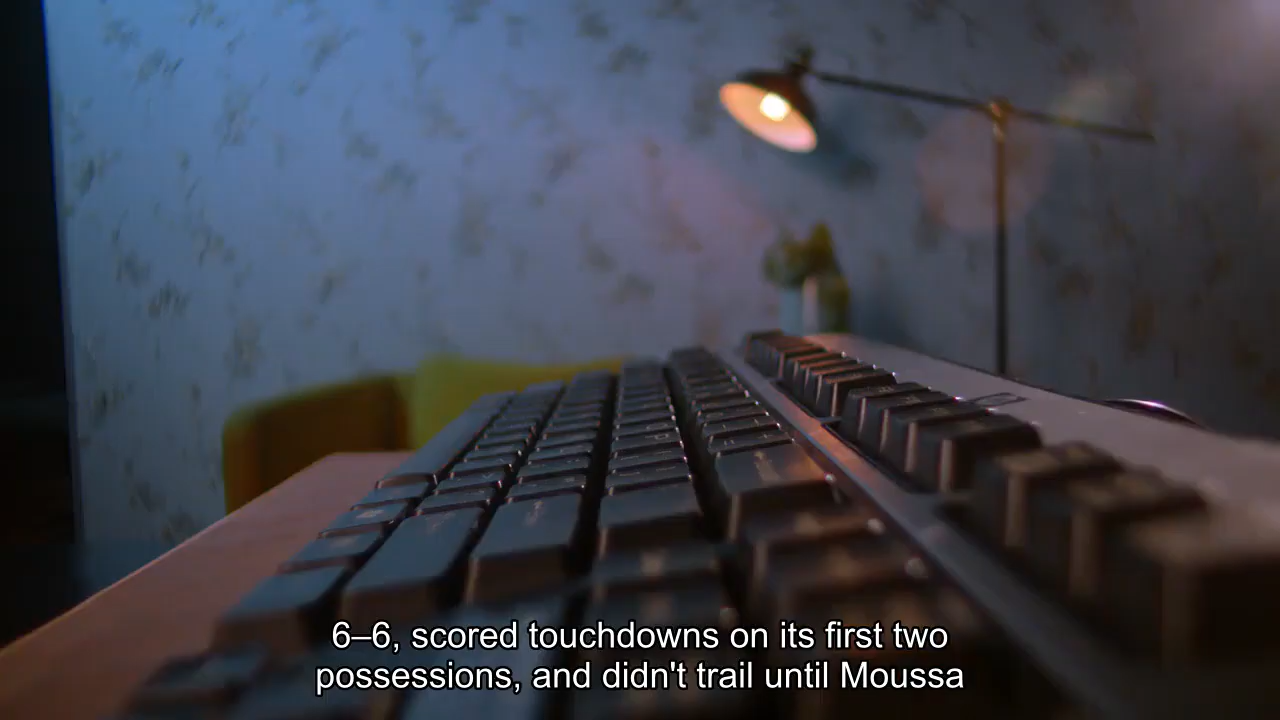 6–6, scored touchdowns on its first two
possessions, and didn't trail until Moussa